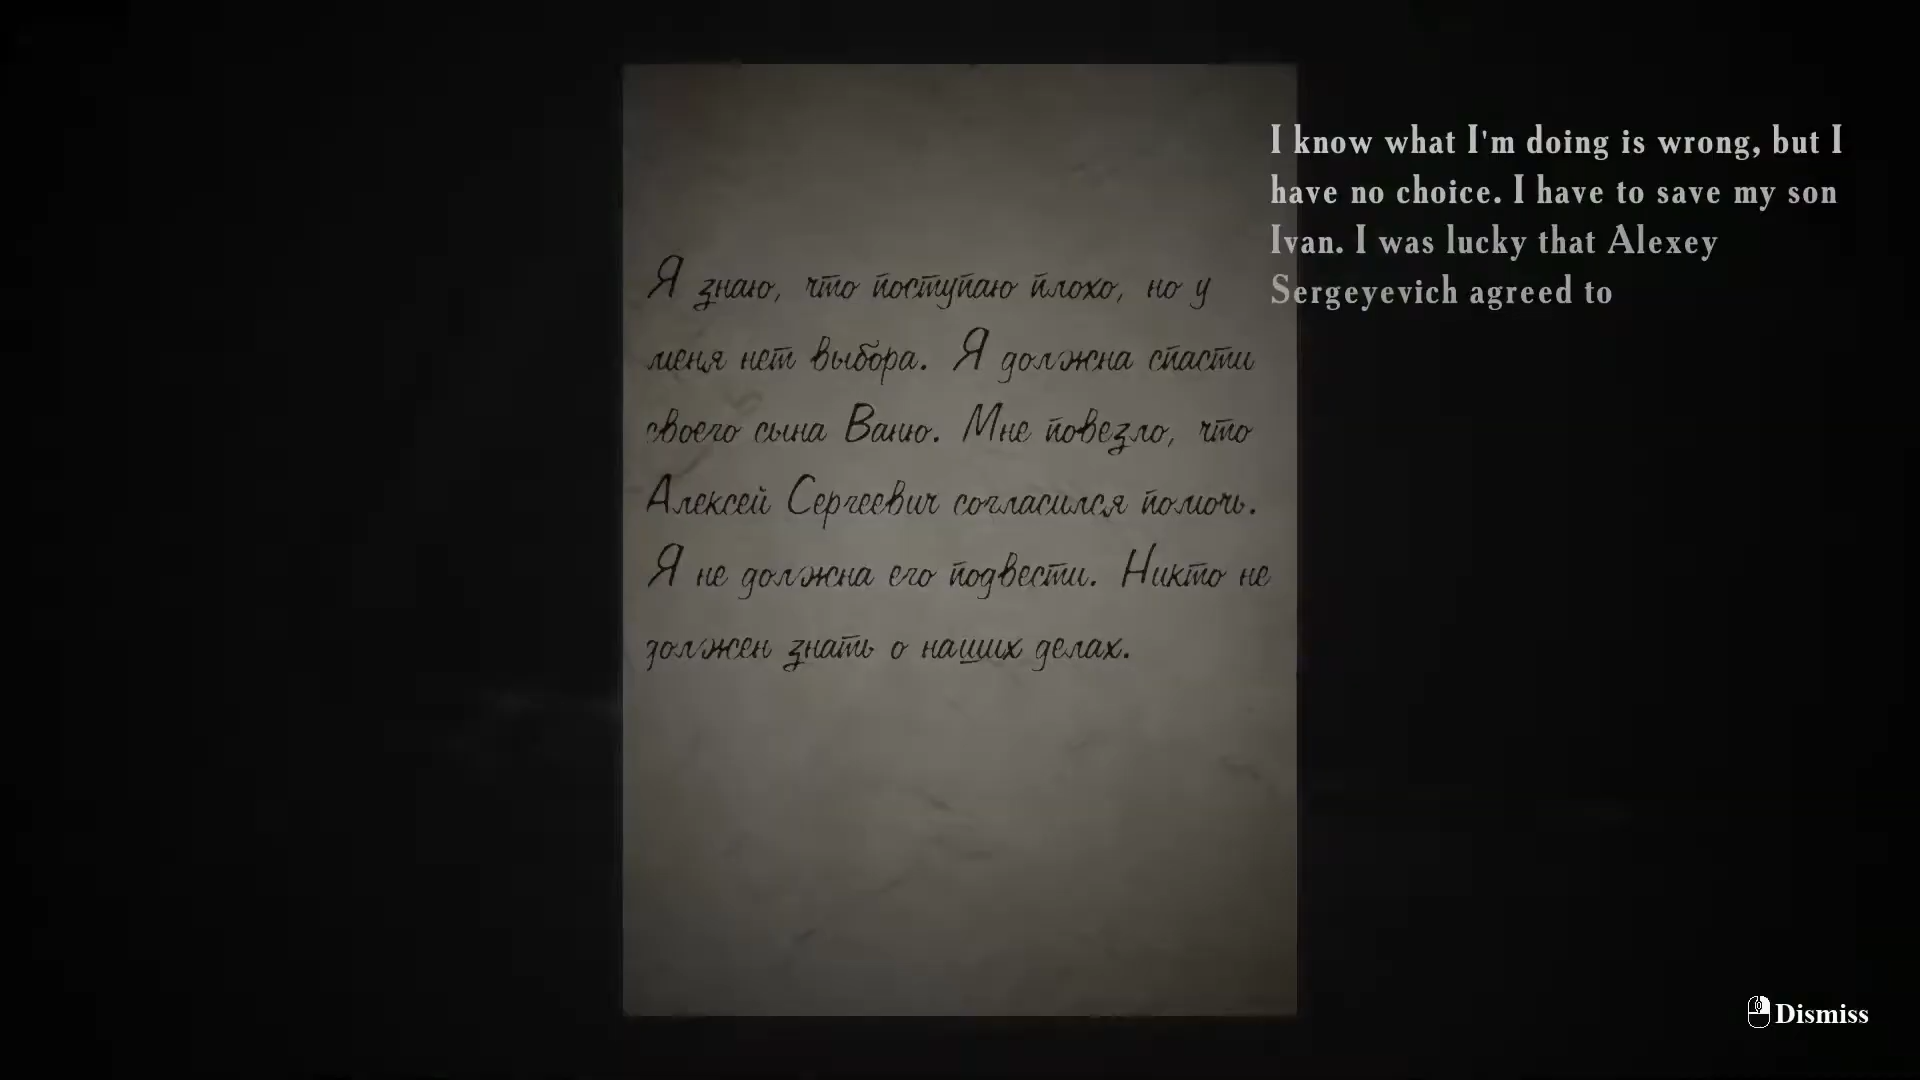 Я знаю, что поступаю плохо, но у
меня нет выбора. Я должна спасти
своего сына Ваню. Мне повезло, что
Алексей Сергеевич согласился помочь.
Я не должна его подвести. Никто не
должен знать о наших делах.
I know what I'm doing is wrong, but I
have no choice. I have to save my son
Ivan. I was lucky that Alexey
Sergeyevich agreed to
Dismiss